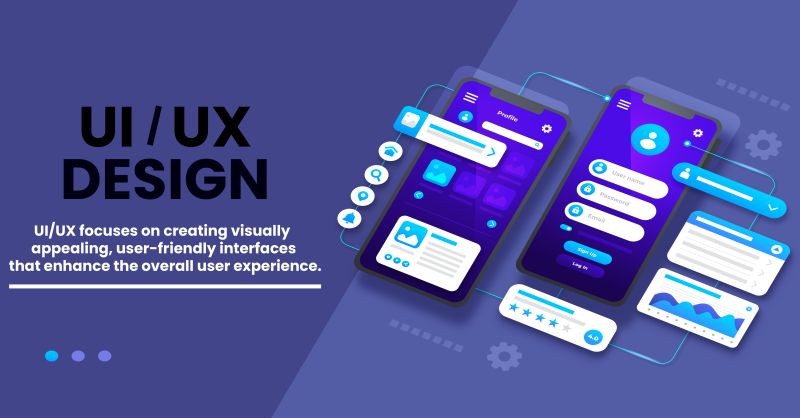 UI / UX
DESIGN
UI/UX focuses on creating visually
appealing, user-friendly interfaces
that enhance the overall user experience.
Profile
User name
Password
Email
Sign Up
Log In
4.0